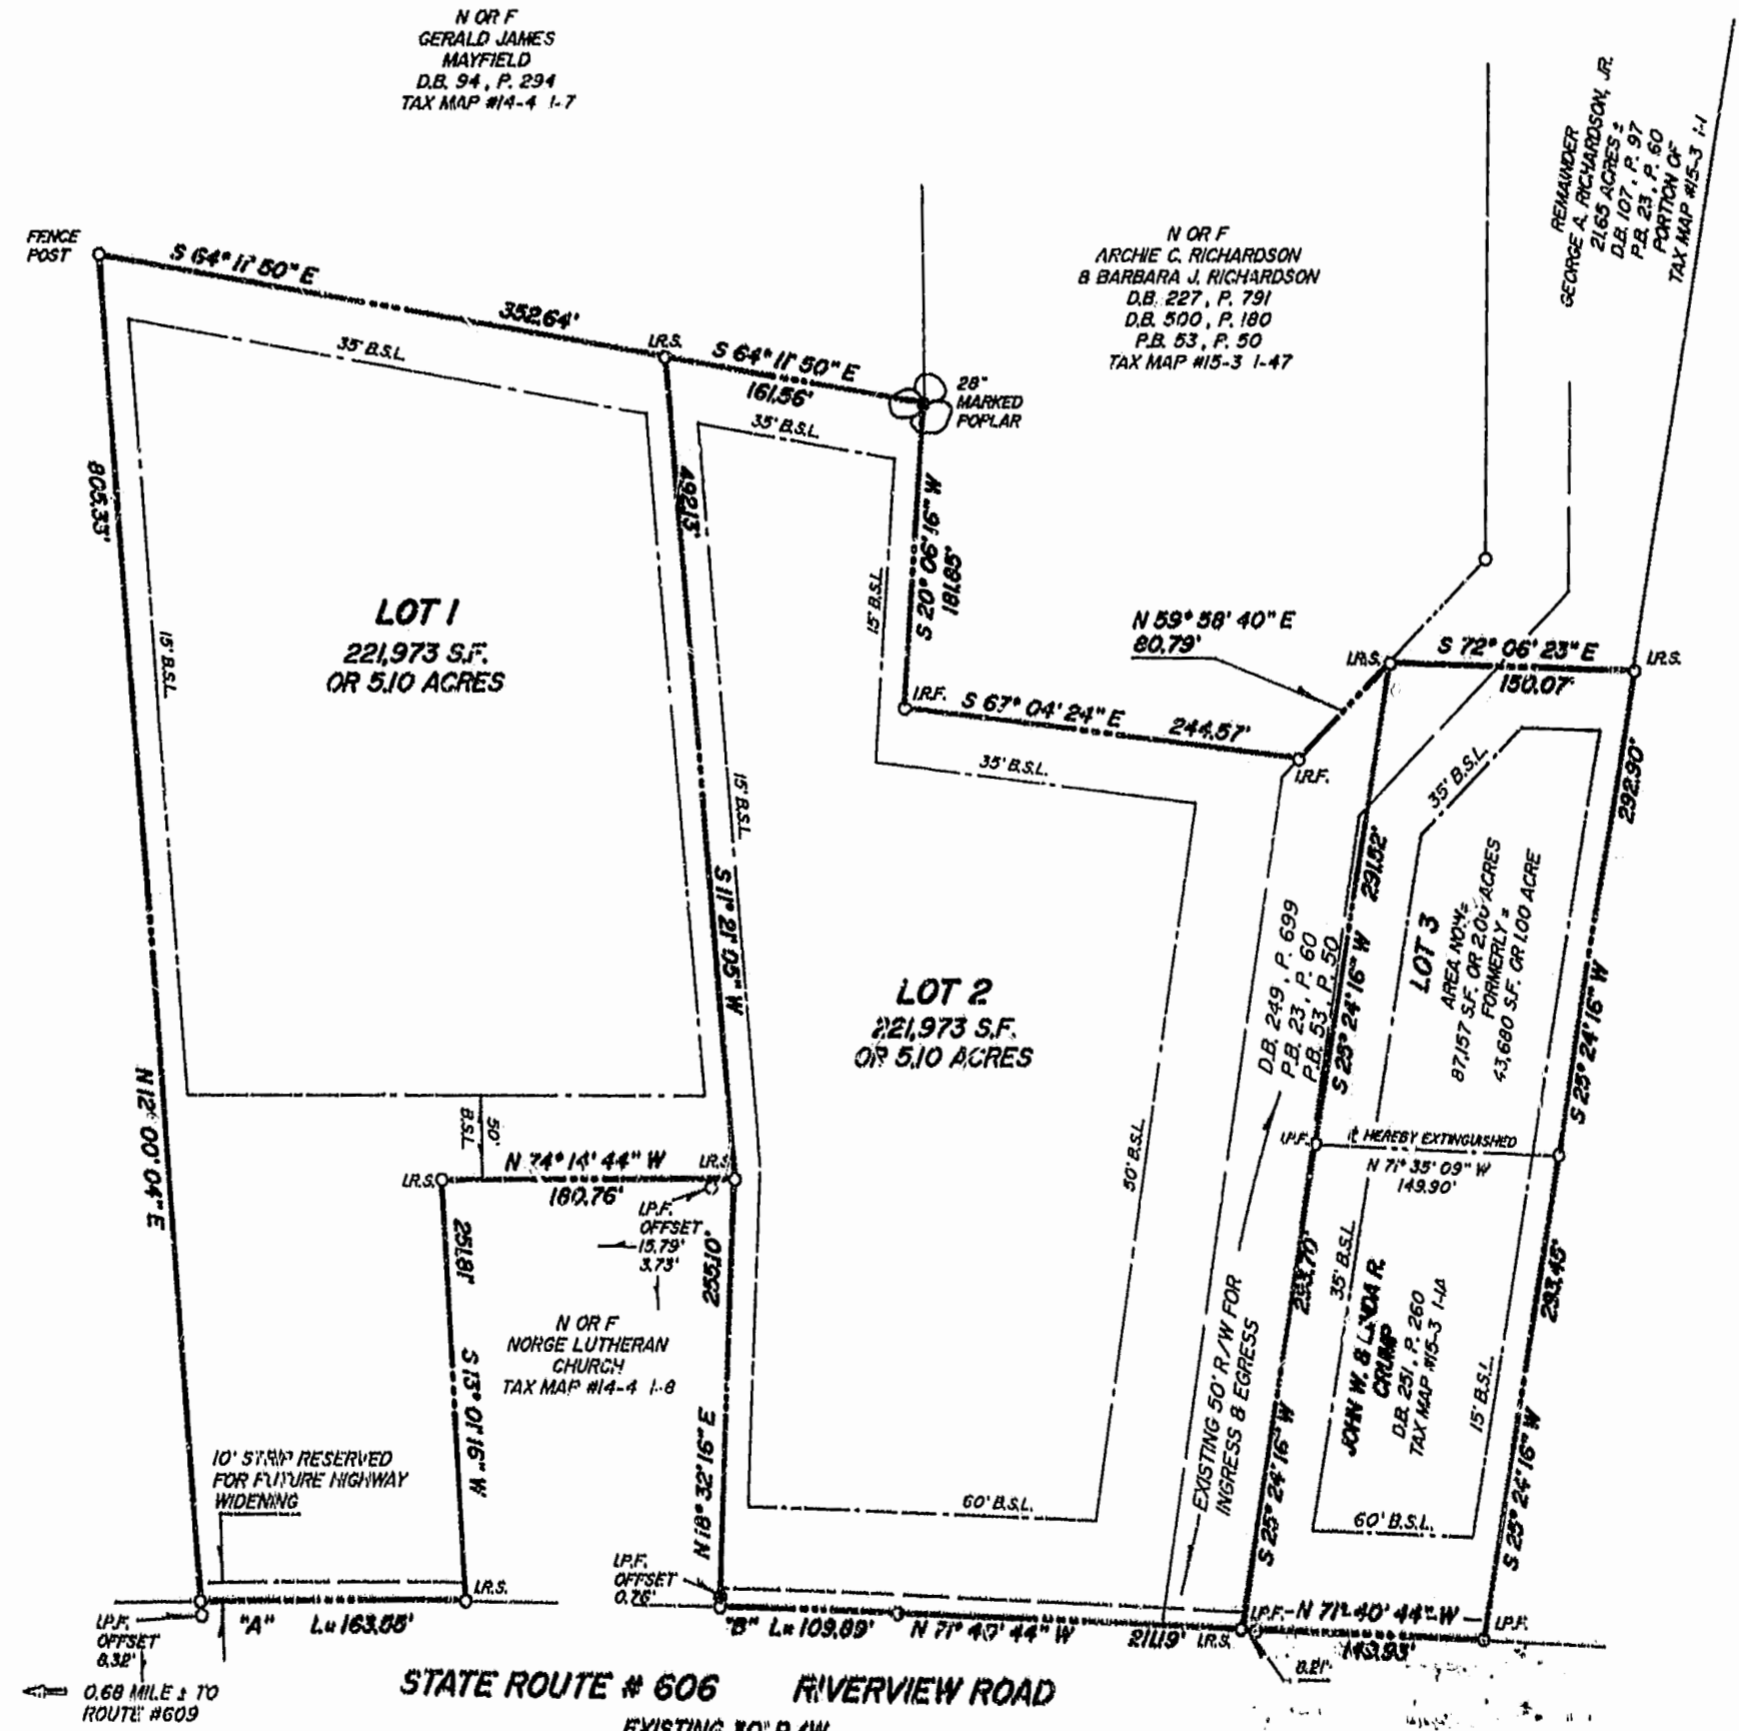 N OR F
GERALD JAMES
MAYFIELD
D.B. 94, P. 294
TAX MAP #14-4 1-7
REMAINDER
GEORGE A. RICHARDSON, JR.
21.65 ACRES ±
D.B. 107, P. 97
P.B. 23, P. 60
PORTION OF
TAX MAP #15-3 1-1
N OR F
ARCHIE C. RICHARDSON
& BARBARA J. RICHARDSON
D.B. 227, P. 791
D.B. 500, P. 180
P.B. 53, P. 50
TAX MAP #15-3 1-47
FENCE
POST
S 64° 11' 50" E
352.64'
I.R.S.
S 64° 11' 50" E
161.56'
28"
MARKED
POPLAR
35' B.S.L.
35' B.S.L.
805.33'
492.13'
S 20° 06' 16" W
181.85'
15' B.S.L.
LOT 1
221,973 S.F.
OR 5.10 ACRES
15' B.S.L.
N 59° 58' 40" E
80.79'
I.R.S.
S 72° 06' 23" E
150.07'
I.R.S.
I.R.F.
S 67° 04' 24" E
244.57'
35' B.S.L.
I.R.F.
35' B.S.L.
292.90'
15' B.S.L.
S 11° 21' 05" W
291.52'
LOT 3
AREA NOW =
87,157 S.F. OR 2.00 ACRES
FORMERLY =
43,680 S.F. OR 1.00 ACRE
D.B. 249, P. 699
P.B. 23, P. 60
P.B. 53, P. 50
S 25° 24' 16" W
S 25° 24' 16" W
LOT 2
221,973 S.F.
OR 5.10 ACRES
N 12° 00' 04" E
50'
B.S.L.
50' B.S.L.
I.P.F.
HEREBY EXTINGUISHED
N 71° 35' 09" W
149.90'
I.R.S.
N 74° 14' 44" W
180.76'
I.R.S.
I.P.F.
OFFSET
15.79'
3.73'
251.81'
255.10'
293.70'
35' B.S.L.
293.45'
JOHN W. & LINDA R.
CRUMP
D.B. 251, P. 260
TAX MAP #15-3 1-1A
N OR F
NORGE LUTHERAN
CHURCH
TAX MAP #14-4 1-8
S 13° 01' 16" W
EXISTING 50' R/W FOR
INGRESS & EGRESS
15' B.S.L.
N 18° 32' 16" E
S 25° 24' 16" W
S 25° 24' 16" W
10' STRIP RESERVED
FOR FUTURE HIGHWAY
WIDENING
60' B.S.L.
60' B.S.L.
I.P.F.
OFFSET
0.76'
I.R.S.
I.P.F.
OFFSET
8.32'
"A" L= 163.55'
"B" L= 109.89'
N 71° 40' 44" W
211.19'
I.R.S.
I.P.F.
N 71° 40' 44" W
I.P.F.
8.21'
STATE ROUTE # 606 RIVERVIEW ROAD
0.68 MILE ± TO
ROUTE #609